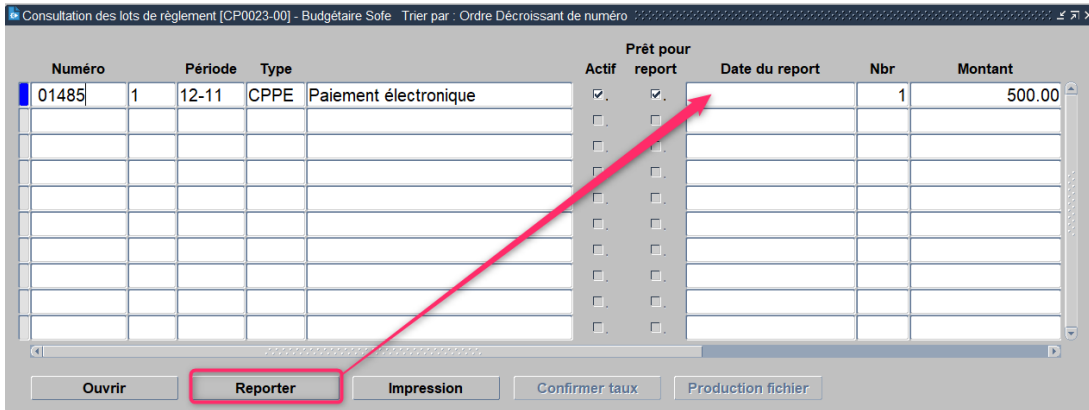 Consultation des lots de règlement [CP0023-00] - Budgétaire Sofe Trier par : Ordre Décroissant de numéro
Numéro Période Type Actif Prêt pour report Date du report Nbr Montant
01485 1 12-11 CPPE Paiement électronique 1 500.00
Ouvrir Reporter Impression Confirmer taux Production fichier